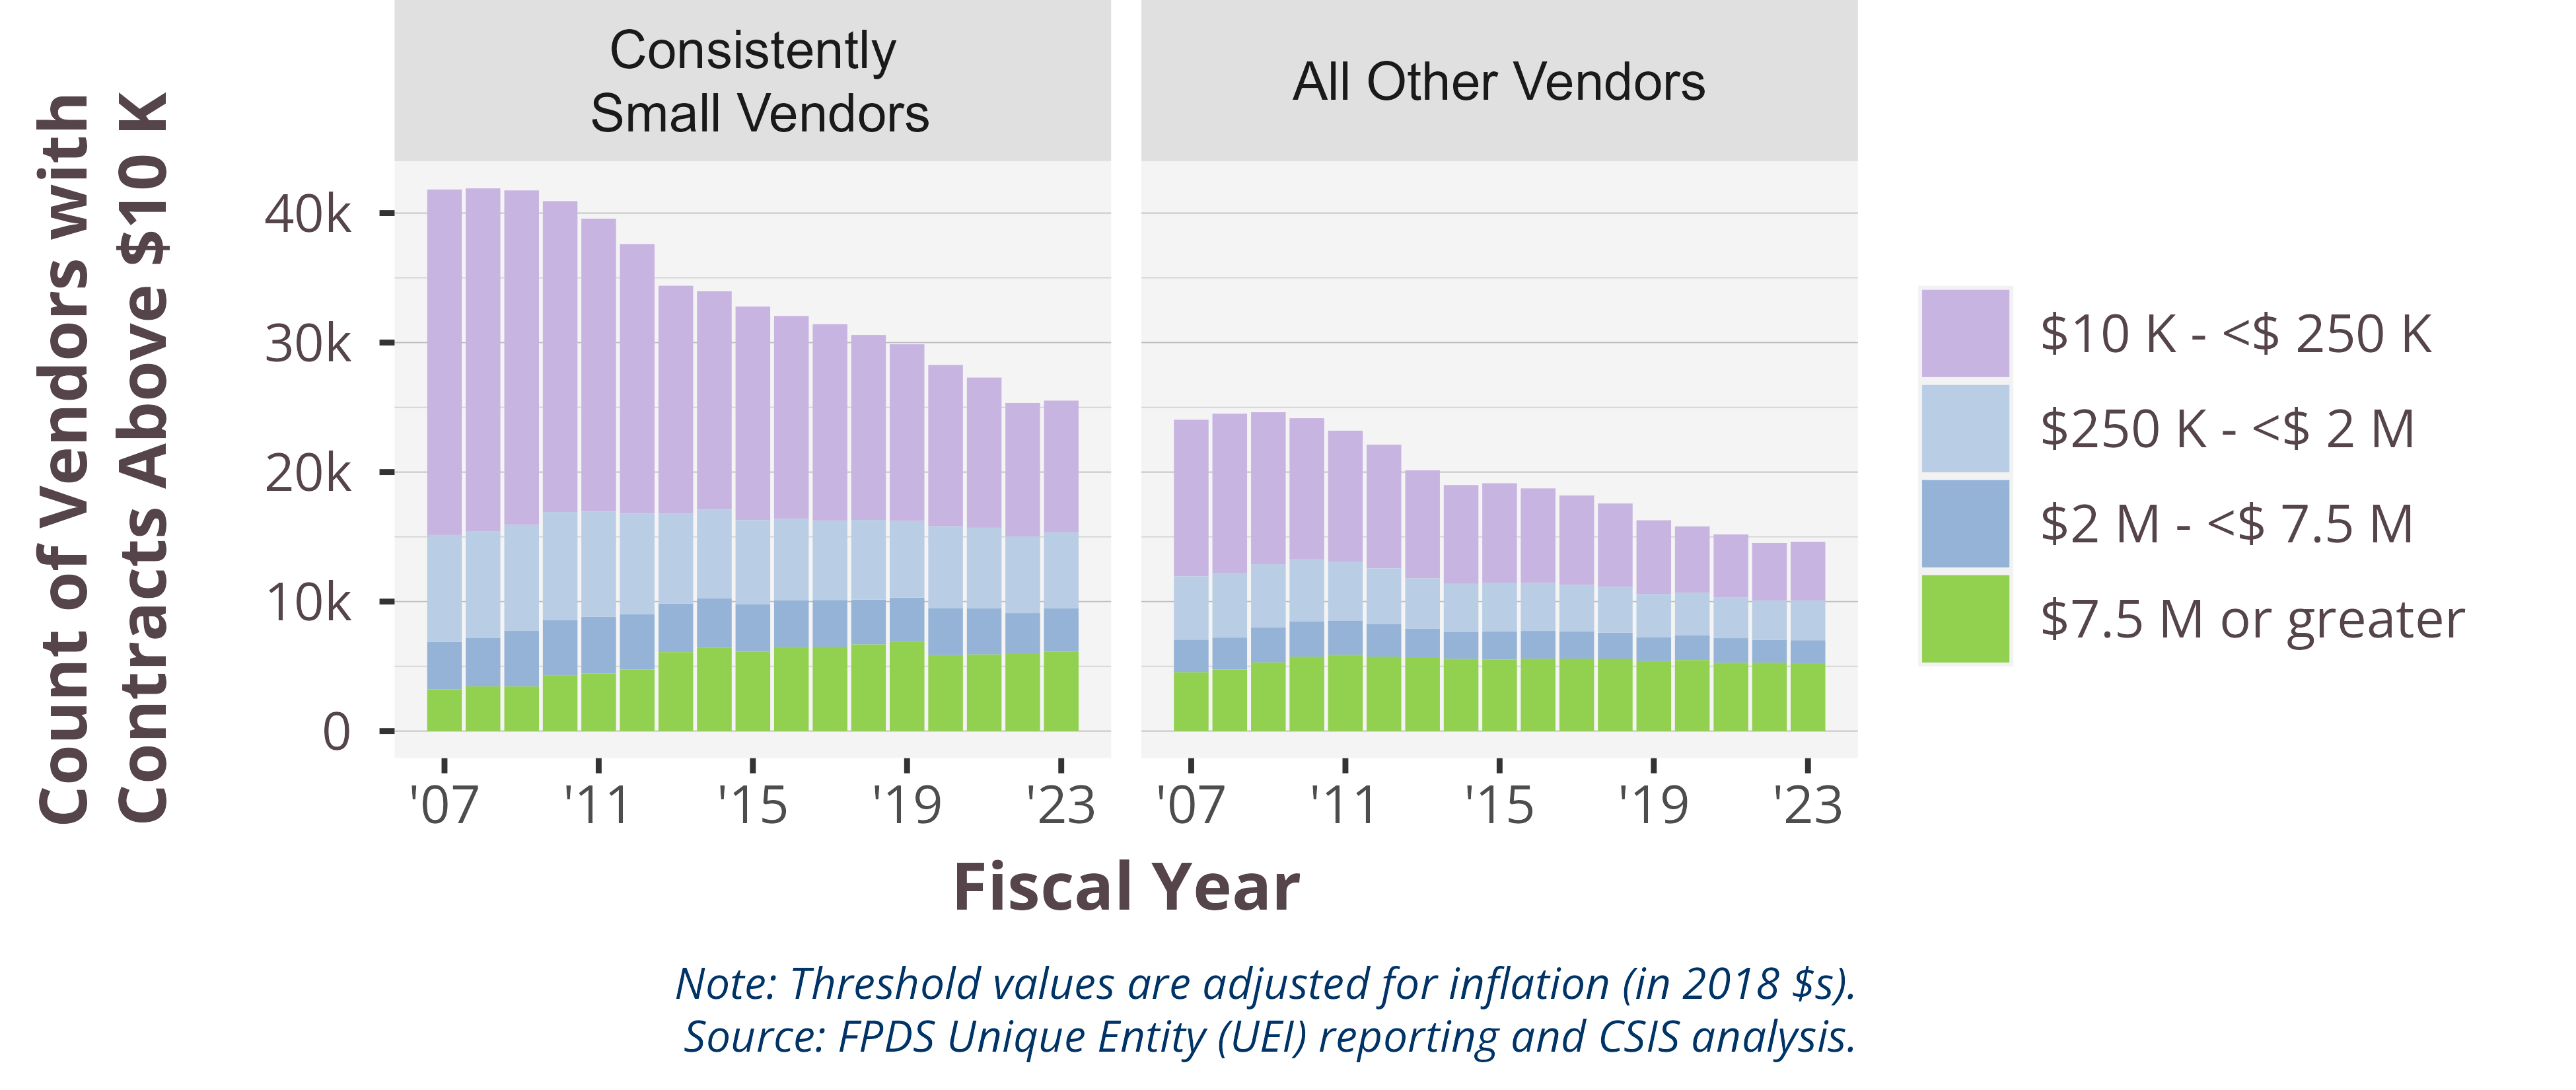 Count of Vendors with
Contracts Above $10 K
Consistently
Small Vendors
All Other Vendors
40k
30k
20k
10k
0
'07 '11 '15 '19 '23
'07 '11 '15 '19 '23
Fiscal Year
$10 K - <$ 250 K
$250 K - <$ 2 M
$2 M - <$ 7.5 M
$7.5 M or greater
Note: Threshold values are adjusted for inflation (in 2018 $s).
Source: FPDS Unique Entity (UEI) reporting and CSIS analysis.